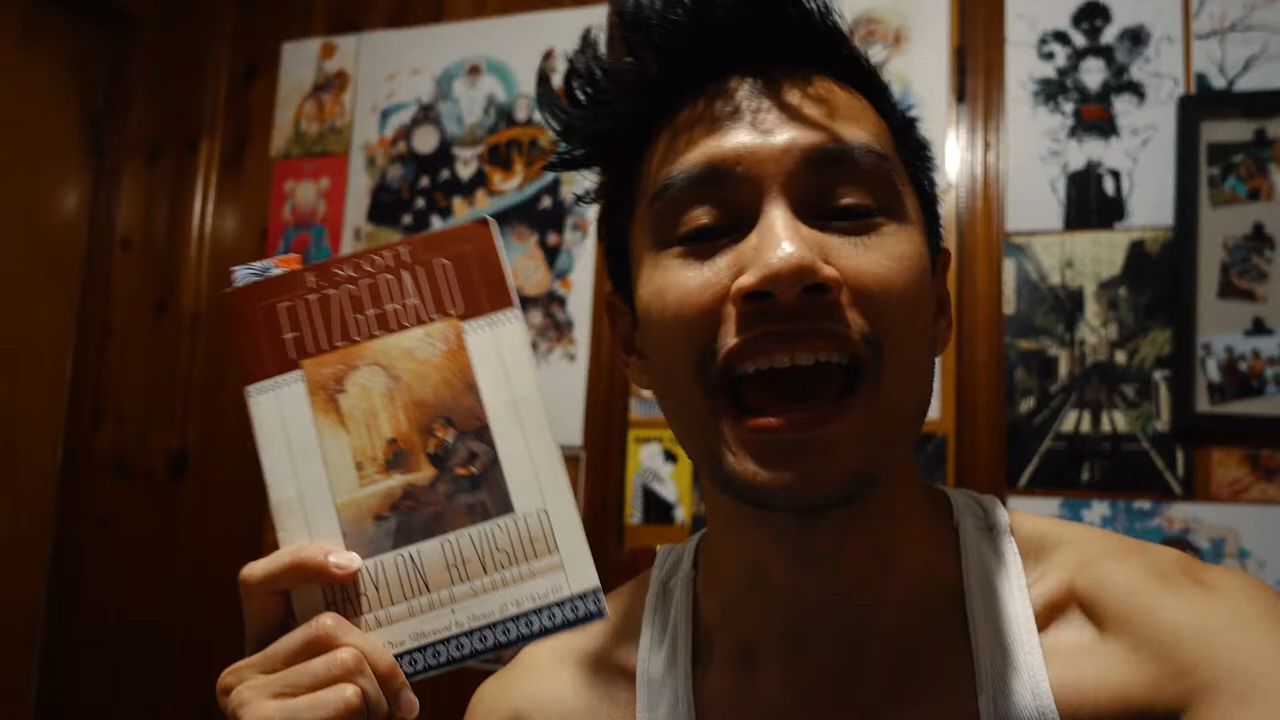 F. SCOTT
FITZGERALD
BABYLON REVISITED
AND OTHER STORIES